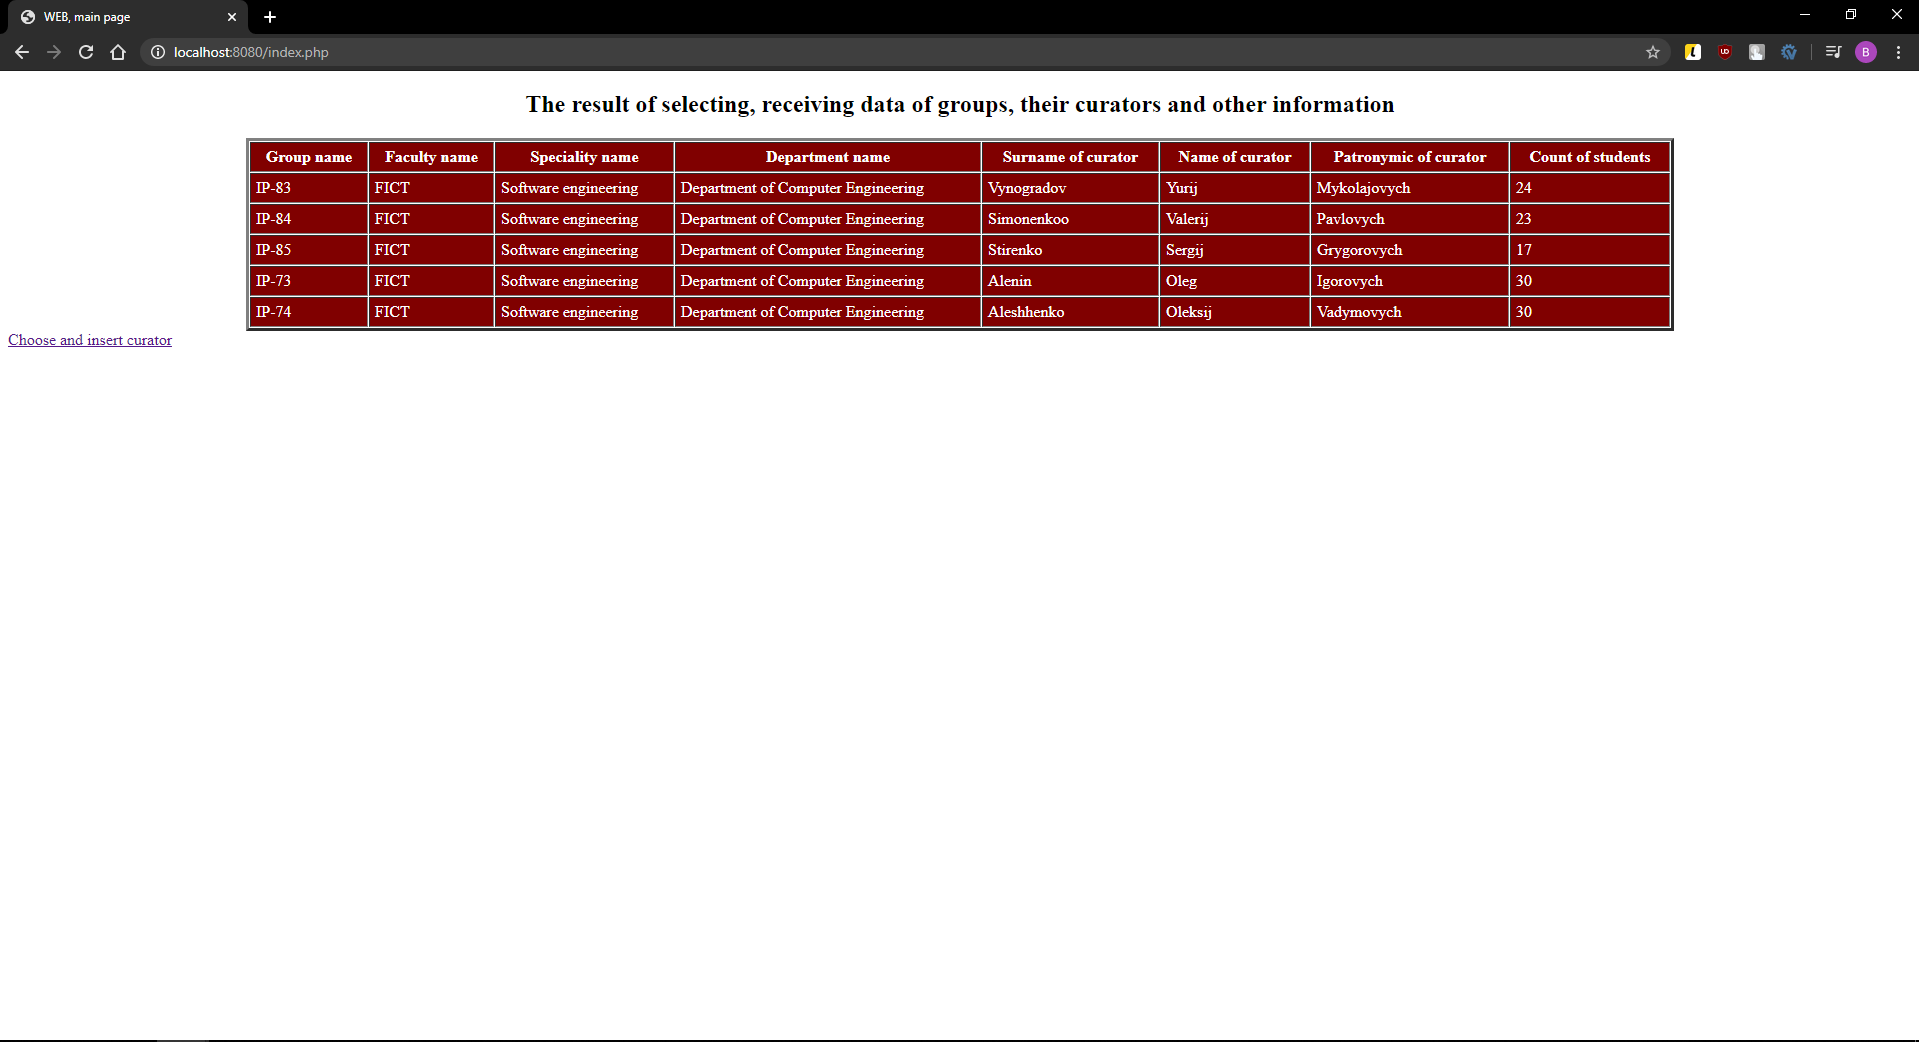 WEB, main page
localhost:8080/index.php
B
The result of selecting, receiving data of groups, their curators and other information
Group name Faculty name Speciality name Department name Surname of curator Name of curator Patronymic of curator Count of students
IP-83 FICT Software engineering Department of Computer Engineering Vynogradov Yurij Mykolajovych 24
IP-84 FICT Software engineering Department of Computer Engineering Simonenkoo Valerij Pavlovych 23
IP-85 FICT Software engineering Department of Computer Engineering Stirenko Sergij Grygorovych 17
IP-73 FICT Software engineering Department of Computer Engineering Alenin Oleg Igorovych 30
IP-74 FICT Software engineering Department of Computer Engineering Aleshhenko Oleksij Vadymovych 30
Choose and insert curator